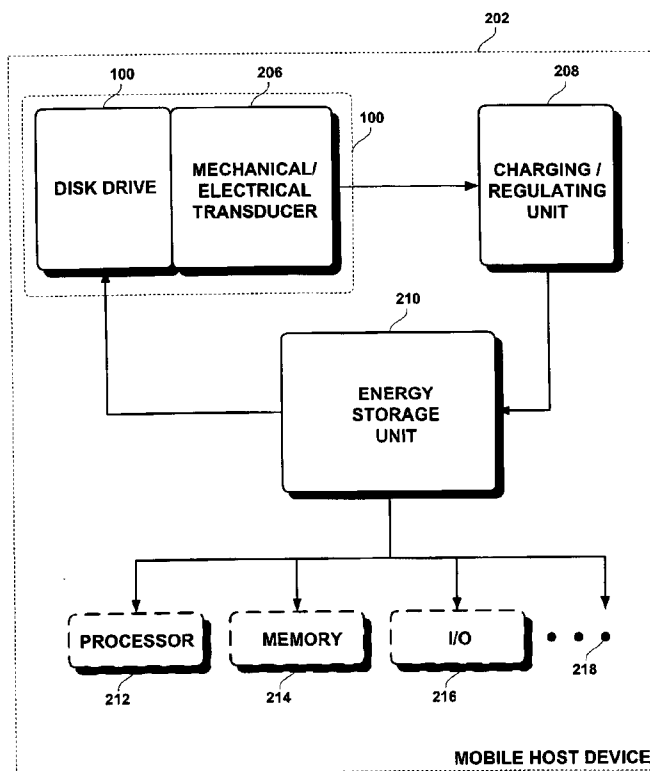 202
100
206
208
DISK DRIVE
MECHANICAL/
ELECTRICAL
TRANSDUCER
100
CHARGING /
REGULATING
UNIT
210
ENERGY
STORAGE
UNIT
PROCESSOR
MEMORY
I/O
212
214
216
218
MOBILE HOST DEVICE